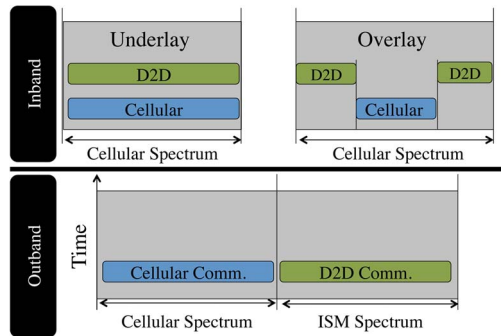 Inband
Underlay
D2D
Cellular
Cellular Spectrum
Overlay
D2D
D2D
Cellular
Cellular Spectrum
Outband
Time
Cellular Comm.
D2D Comm.
Cellular Spectrum
ISM Spectrum